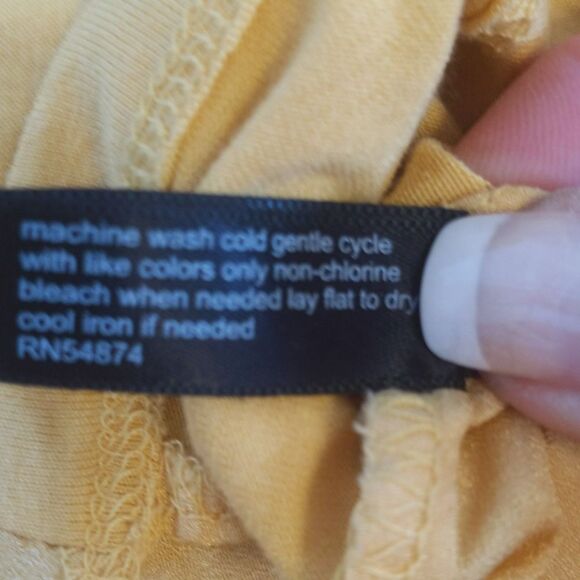 machine wash cold gentle cycle
with like colors only non-chlorine
bleach when needed lay flat to dry
cool iron if needed
RN54874